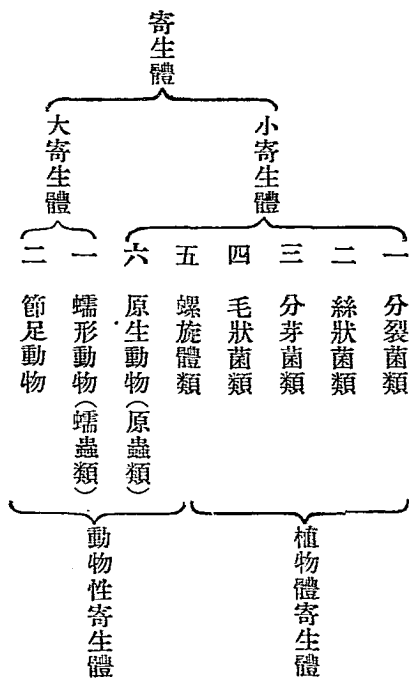 寄生體
小寄生體
大寄生體
一 分裂菌類
二 絲狀菌類
三 分芽菌類
四 毛狀菌類
五 螺旋體類
六 原生動物(原蟲類)
一 蠕形動物(蠕蟲類)
二 節足動物
植物體寄生體
動物性寄生體